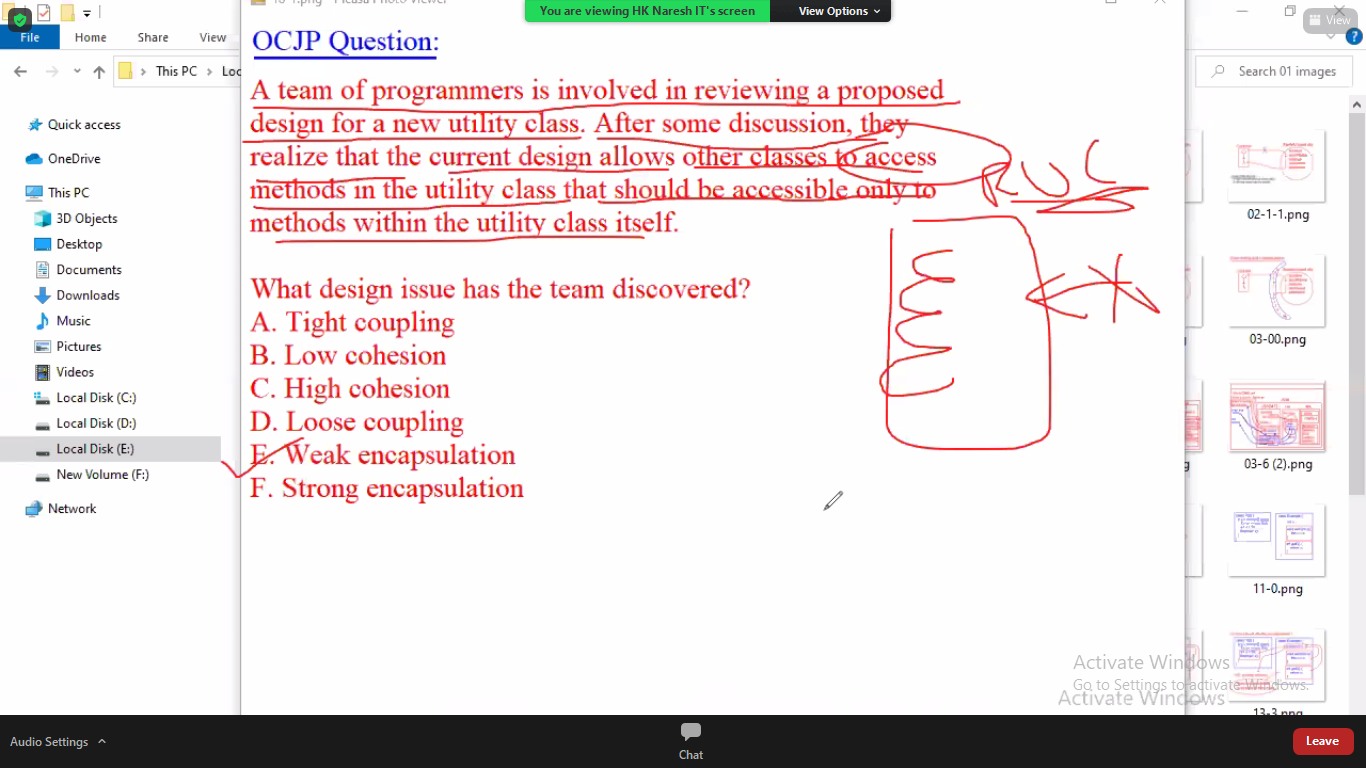 18-1.png - Picasa Photo Viewer
You are viewing HK Naresh IT's screen
View Options
View
File
Home
Share
View
This PC
Loc
Search 01 images
OCJP Question:
A team of programmers is involved in reviewing a proposed
design for a new utility class. After some discussion, they
realize that the current design allows other classes to access
methods in the utility class that should be accessible only to
methods within the utility class itself.
UC
What design issue has the team discovered?
A. Tight coupling
B. Low cohesion
C. High cohesion
D. Loose coupling
E. Weak encapsulation
F. Strong encapsulation
Quick access
OneDrive
This PC
3D Objects
Desktop
Documents
Downloads
Music
Pictures
Videos
Local Disk (C:)
Local Disk (D:)
Local Disk (E:)
New Volume (F:)
Network
02-1-1.png
03-00.png
03-6 (2).png
11-0.png
13-3.png
Activate Windows
Go to Settings to activate Windows.
Activate Windows
Audio Settings
Chat
Leave